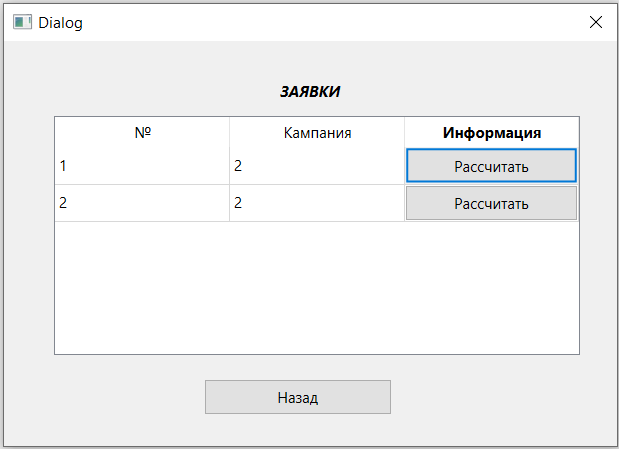 Dialog
ЗАЯВКИ
№ Кампания Информация
1 2 Рассчитать
2 2 Рассчитать
Назад